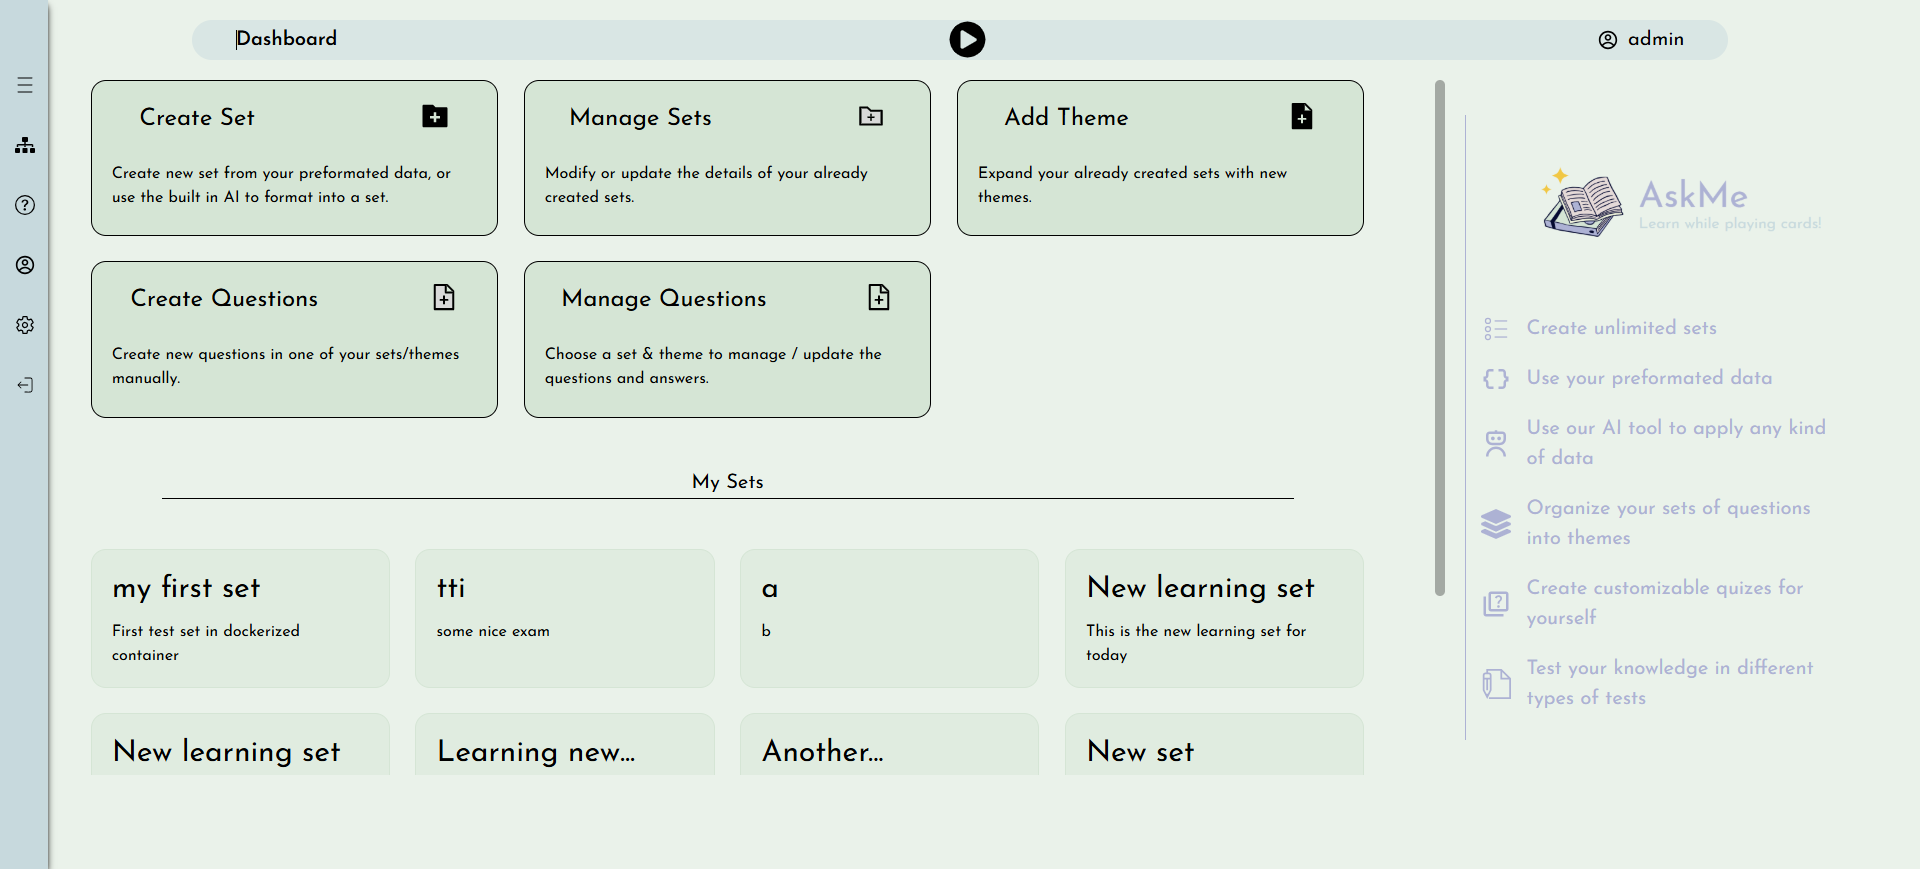 Dashboard
admin
Create Set
Create new set from your preformated data, or
use the built in AI to format into a set.
Manage Sets
Modify or update the details of your already
created sets.
Add Theme
Expand your already created sets with new
themes.
Create Questions
Create new questions in one of your sets/themes
manually.
Manage Questions
Choose a set & theme to manage / update the
questions and answers.
My Sets
my first set
First test set in dockerized
container
tti
some nice exam
a
b
New learning set
This is the new learning set for
today
New learning set
Learning new...
Another...
New set
AskMe
Learn while playing cards!
Create unlimited sets
Use your preformated data
Use our AI tool to apply any kind
of data
Organize your sets of questions
into themes
Create customizable quizes for
yourself
Test your knowledge in different
types of tests